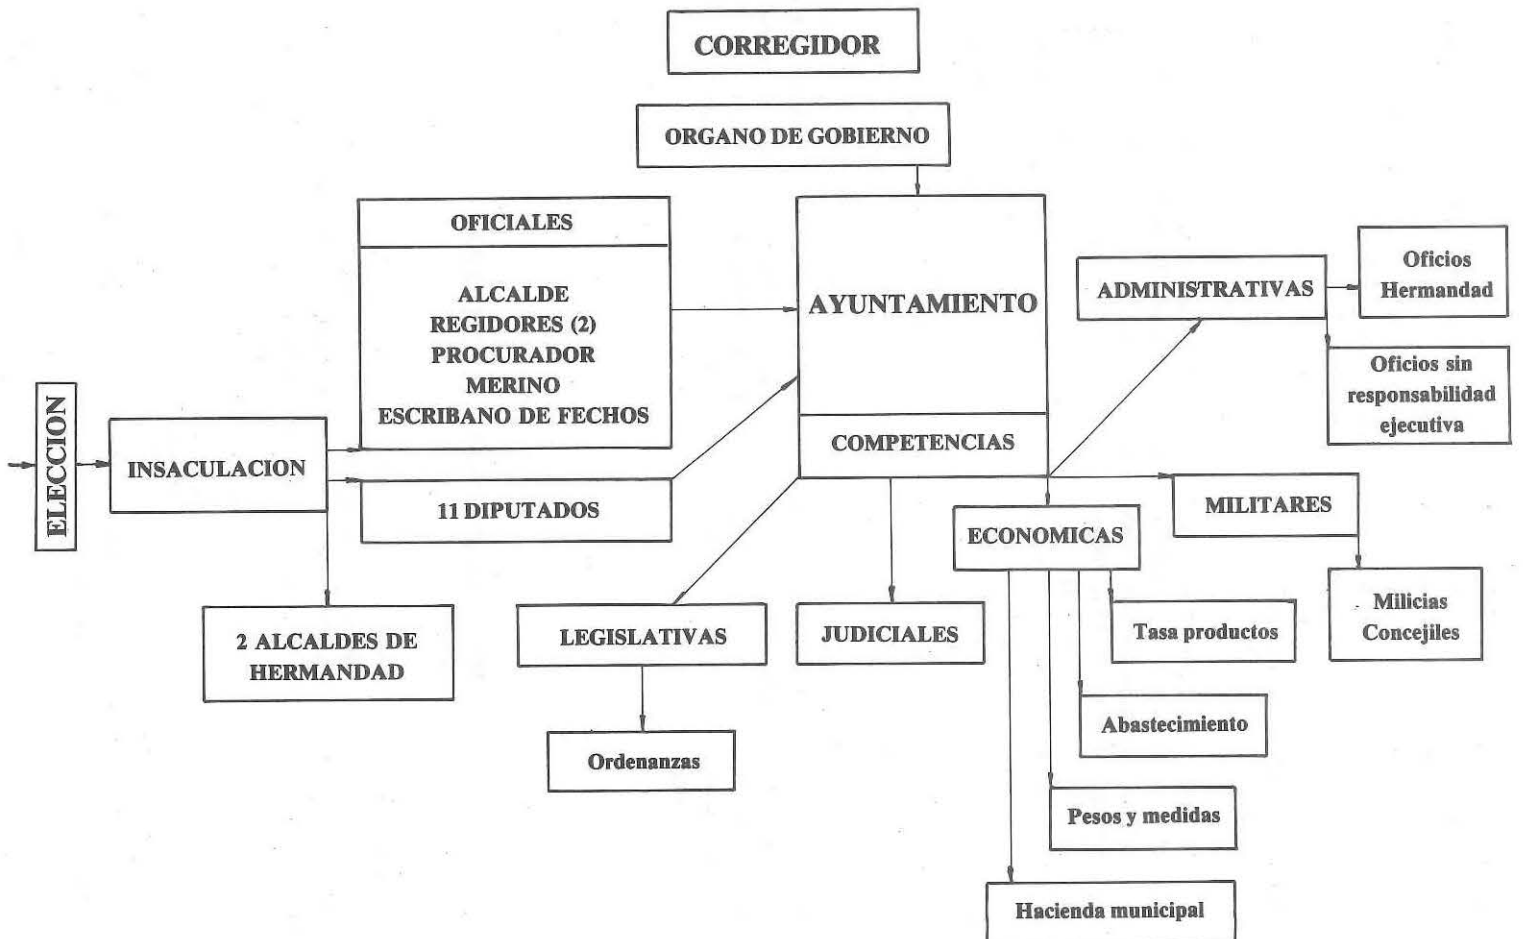 CORREGIDOR
ORGANO DE GOBIERNO
OFICIALES
ALCALDE
REGIDORES (2)
PROCURADOR
MERINO
ESCRIBANO DE FECHOS
AYUNTAMIENTO
COMPETENCIAS
ADMINISTRATIVAS
Oficios
Hermandad
Oficios sin
responsabilidad
ejecutiva
ELECCION
INSACULACION
11 DIPUTADOS
2 ALCALDES DE
HERMANDAD
LEGISLATIVAS
Ordenanzas
JUDICIALES
ECONOMICAS
MILITARES
Milicias
Concejiles
Tasa productos
Abastecimiento
Pesos y medidas
Hacienda municipal